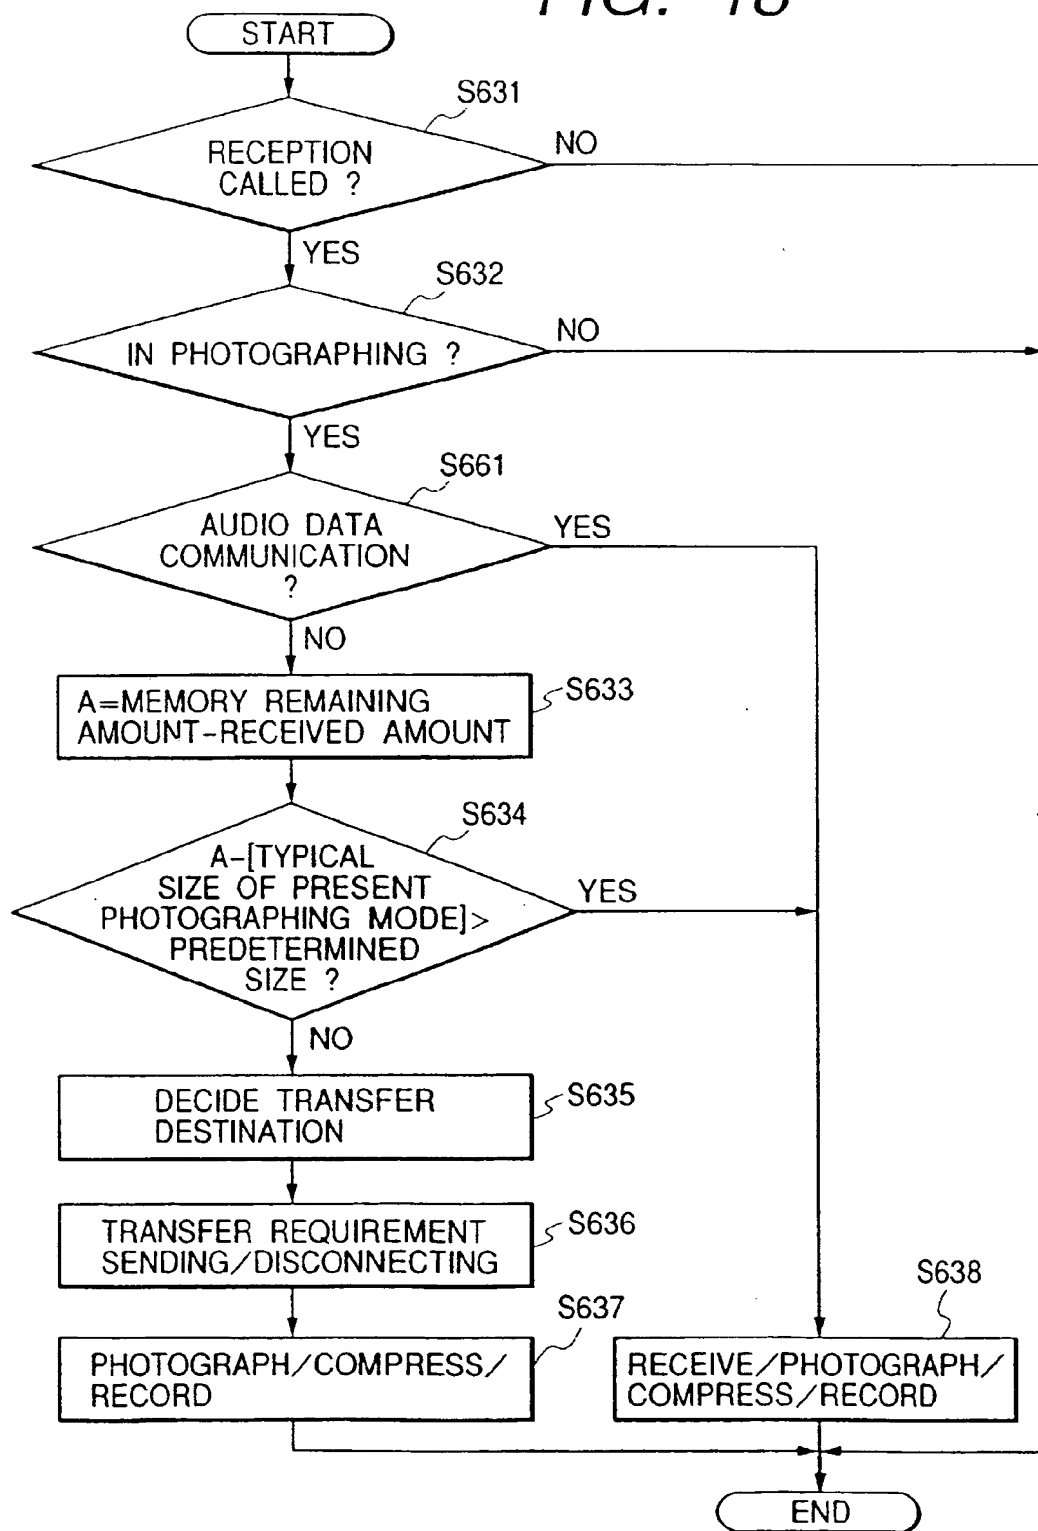 FIG. 18
START
S631
RECEPTION
CALLED ?
NO
YES
S632
IN PHOTOGRAPHING ?
NO
YES
S661
AUDIO DATA
COMMUNICATION
?
YES
NO
A=MEMORY REMAINING
AMOUNT-RECEIVED AMOUNT
S633
S634
A-[TYPICAL
SIZE OF PRESENT
PHOTOGRAPHING MODE]>
PREDETERMINED
SIZE ?
YES
NO
DECIDE TRANSFER
DESTINATION
S635
TRANSFER REQUIREMENT
SENDING/DISCONNECTING
S636
S637
PHOTOGRAPH/COMPRESS/
RECORD
S638
RECEIVE/PHOTOGRAPH/
COMPRESS/RECORD
END